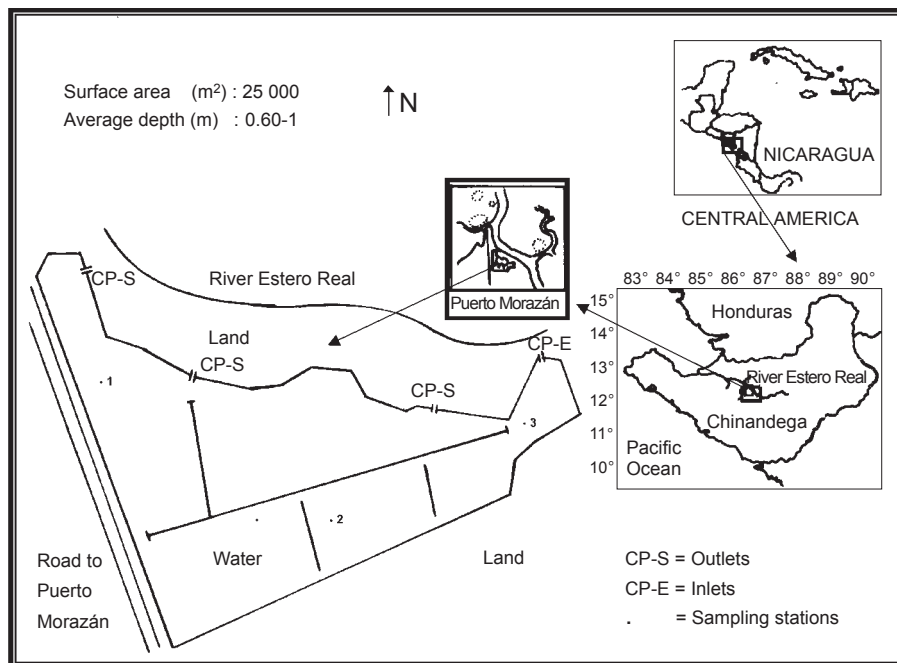 Surface area (m²) : 25 000
Average depth (m) : 0.60-1
↑N
NICARAGUA
CENTRAL AMERICA
CP-S
River Estero Real
Puerto Morazán
83° 84° 85° 86° 87° 88° 89° 90°
15°
14°
13°
12°
11°
10°
Honduras
River Estero Real
Chinandega
Pacific
Ocean
Land
CP-S
CP-S
CP-E
1
3
2
Road to
Puerto
Morazán
Water
Land
CP-S = Outlets
CP-E = Inlets
. = Sampling stations